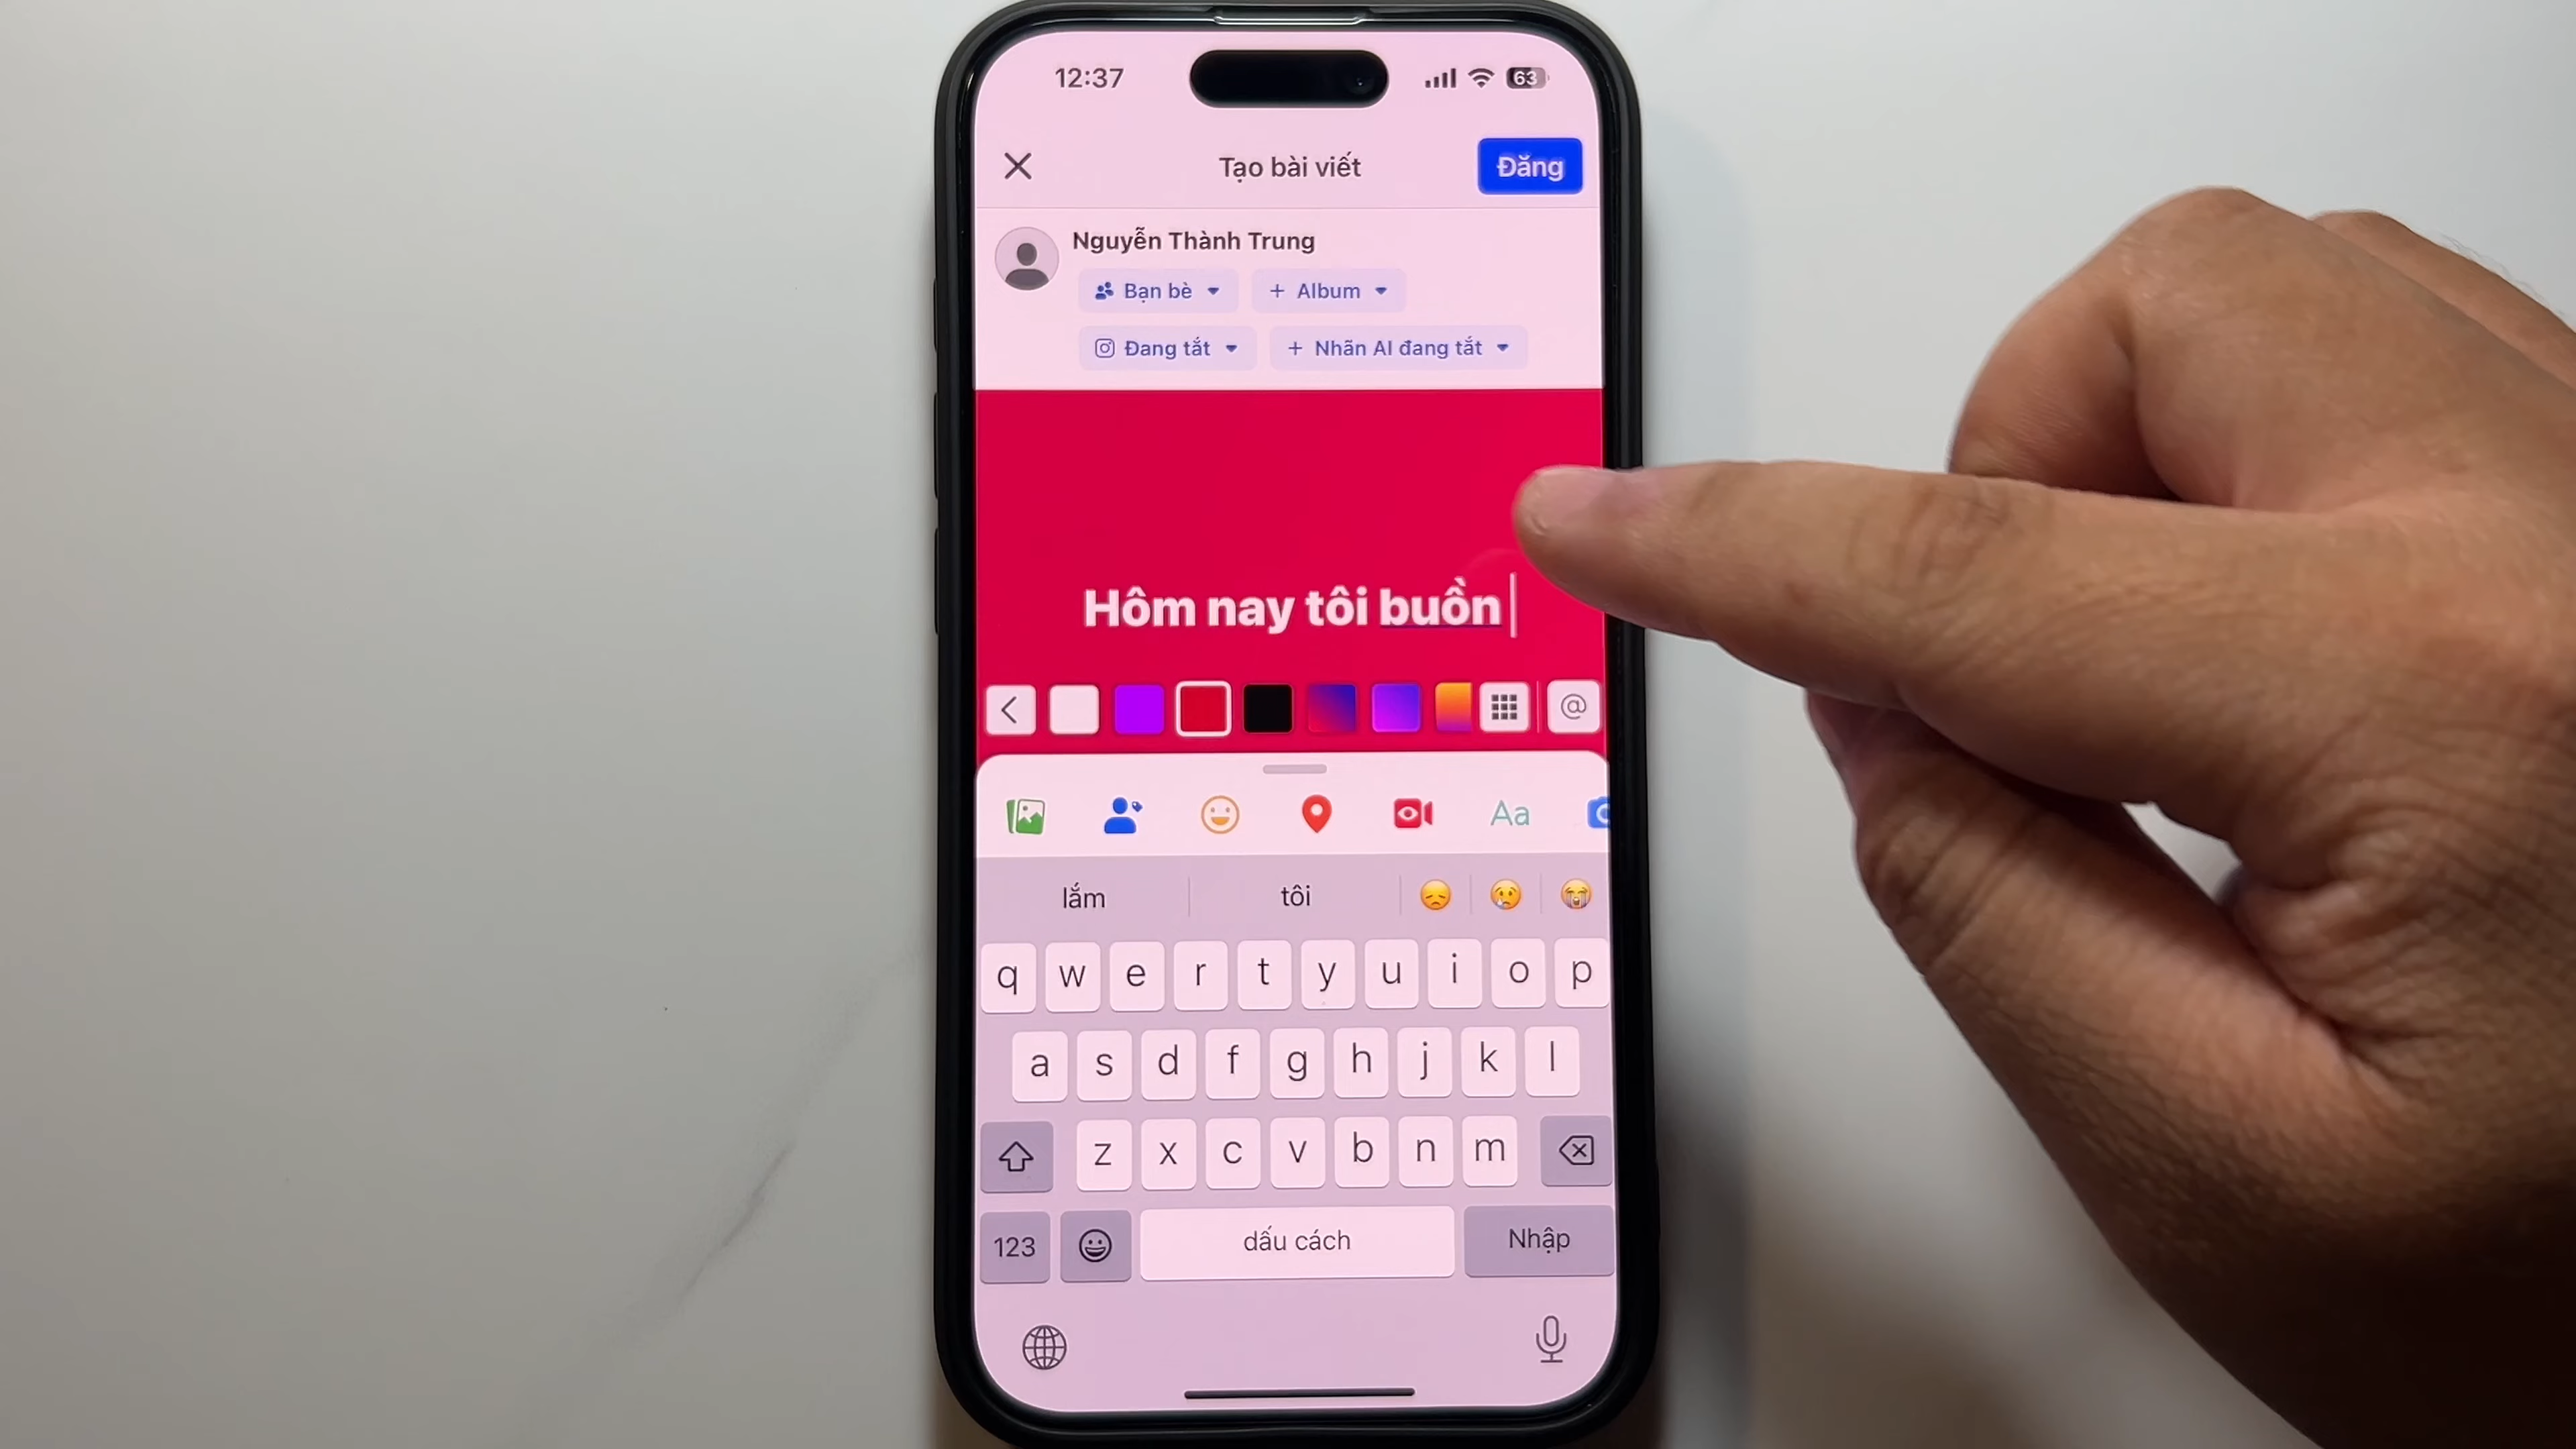 12:37
63
Tạo bài viết
Đăng
Nguyễn Thành Trung
Bạn bè
+ Album
Đang tắt
+ Nhãn AI đang tắt
Hôm nay tôi buồn
@
Aa
lắm tôi
q w e r t y u i o p
a s d f g h j k l
z x c v b n m
123 dấu cách Nhập